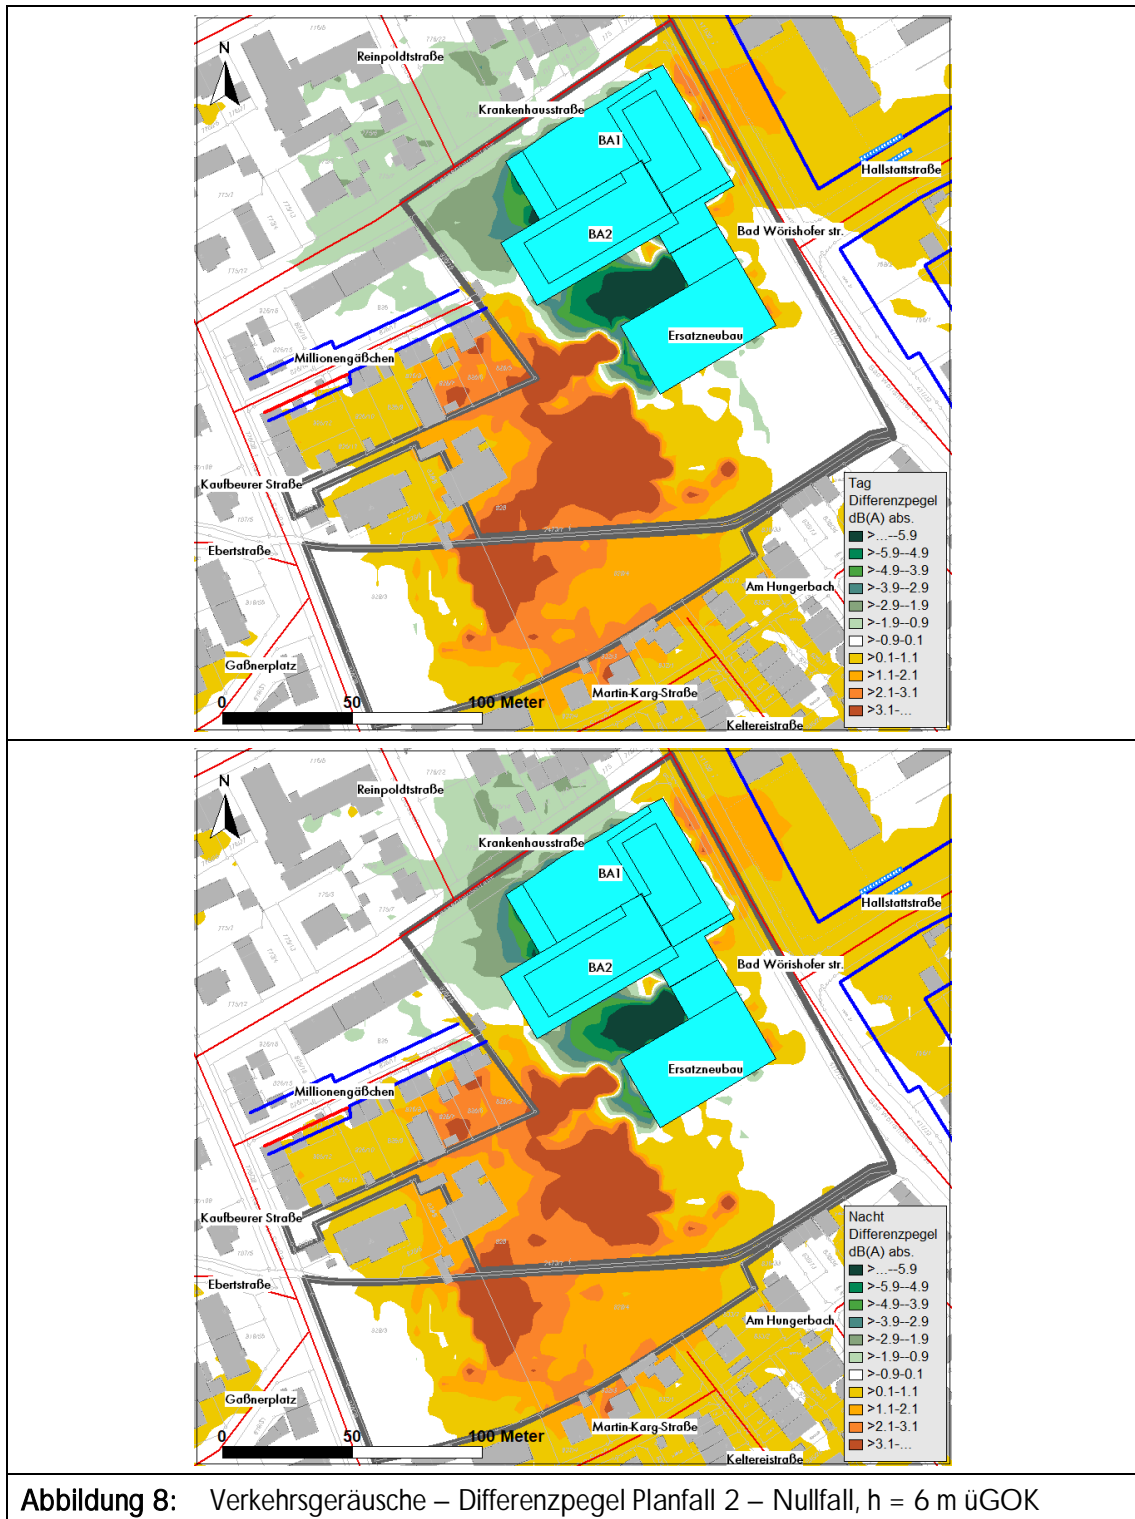 N
Reinpoldtstraße
Krankenhausstraße
BA1
Hallstattstraße
BA2
Bad Wörishofer str.
Ersatzneubau
Millionengäßchen
Kaufbeurer Straße
Ebertstraße
Am Hungerbach
Gaßnerplatz
Martin-Karg-Straße
Keltereistraße
0 50 100 Meter
Tag
Differenzpegel
dB(A) abs.
>...--5.9
>-5.9--4.9
>-4.9--3.9
>-3.9--2.9
>-2.9--1.9
>-1.9--0.9
>-0.9-0.1
>0.1-1.1
>1.1-2.1
>2.1-3.1
>3.1-...
N
Reinpoldtstraße
Krankenhausstraße
BA1
Hallstattstraße
BA2
Bad Wörishofer str.
Ersatzneubau
Millionengäßchen
Kaufbeurer Straße
Ebertstraße
Am Hungerbach
Gaßnerplatz
Martin-Karg-Straße
Keltereistraße
0 50 100 Meter
Nacht
Differenzpegel
dB(A) abs.
>...--5.9
>-5.9--4.9
>-4.9--3.9
>-3.9--2.9
>-2.9--1.9
>-1.9--0.9
>-0.9-0.1
>0.1-1.1
>1.1-2.1
>2.1-3.1
>3.1-...
Abbildung 8: Verkehrsgeräusche – Differenzpegel Planfall 2 – Nullfall, h = 6 m üGOK